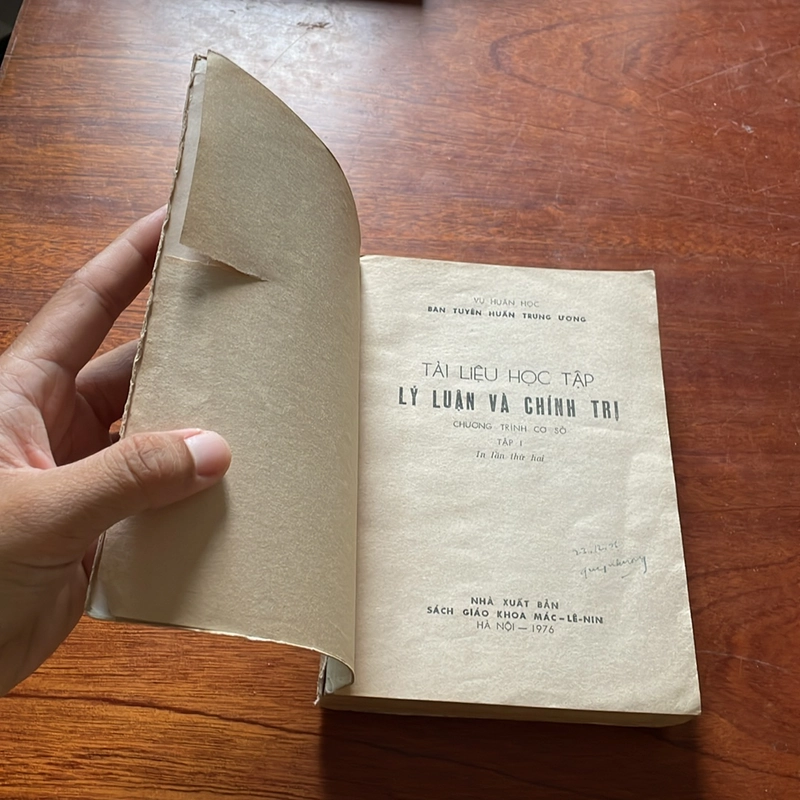 VỤ HUẤN HỌC
BAN TUYÊN HUẤN TRUNG ƯƠNG
TÀI LIỆU HỌC TẬP
LÝ LUẬN VÀ CHÍNH TRỊ
CHƯƠNG TRÌNH CƠ SỞ
TẬP I
In lần thứ hai
NHÀ XUẤT BẢN
SÁCH GIÁO KHOA MÁC-LÊ-NIN
HÀ NỘI — 1976